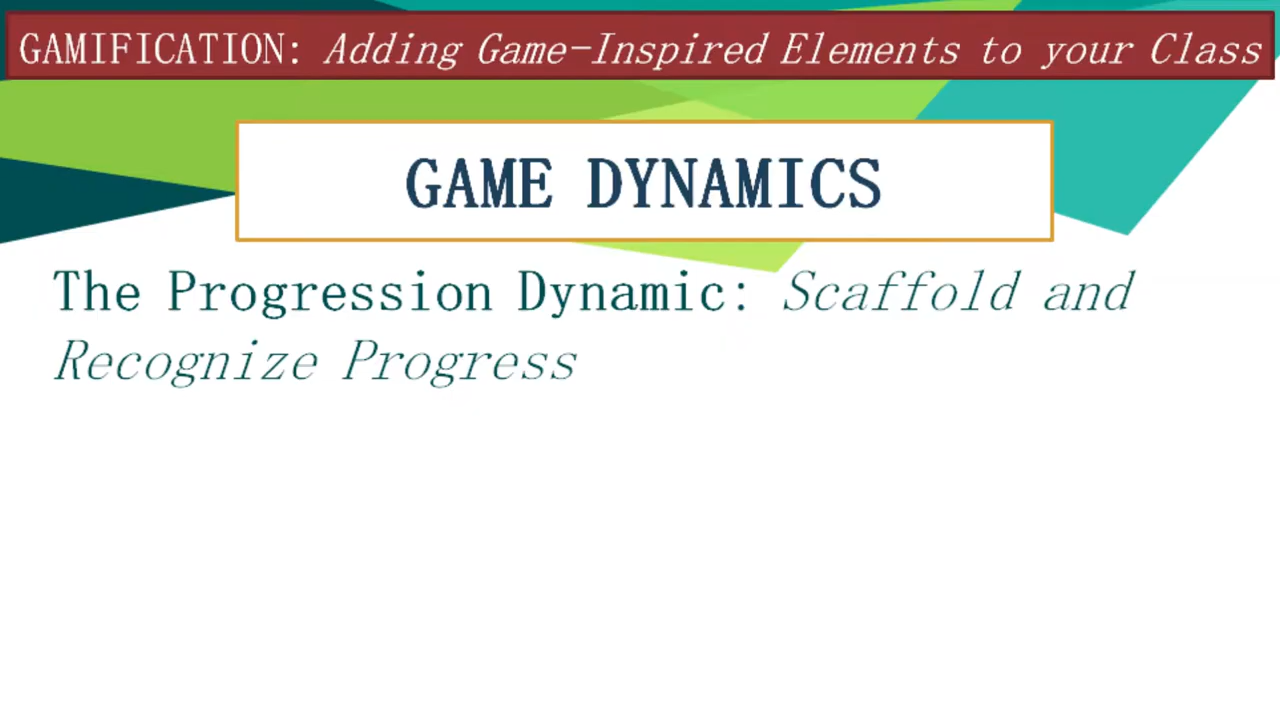 GAMIFICATION: Adding Game-Inspired Elements to your Class
GAME DYNAMICS
The Progression Dynamic: Scaffold and
Recognize Progress